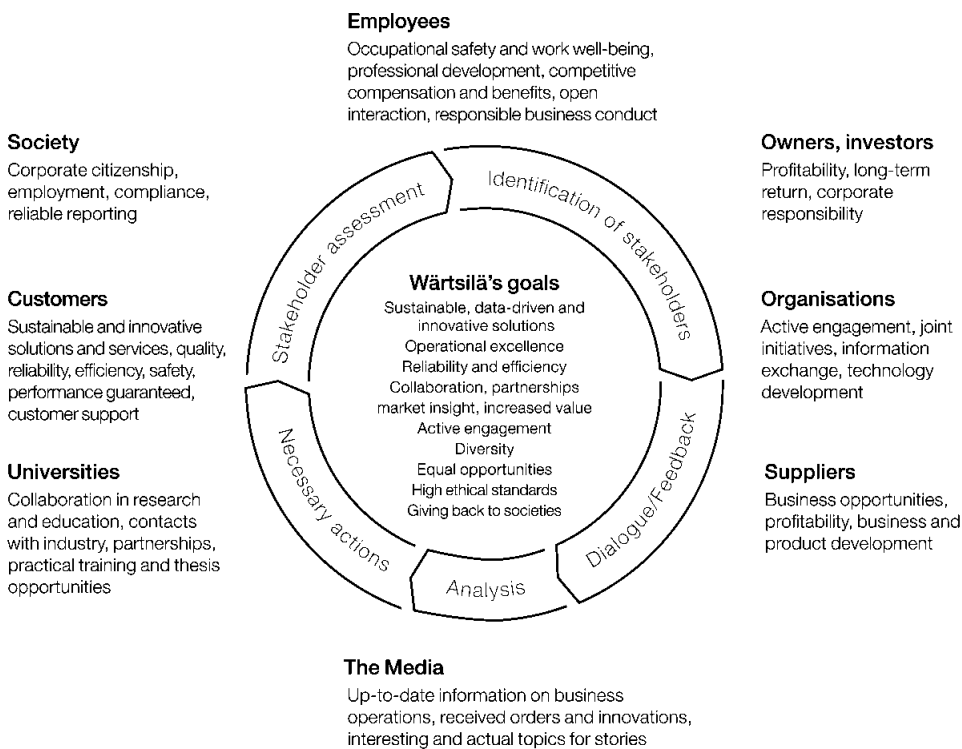 Employees
Occupational safety and work well-being,
professional development, competitive
compensation and benefits, open
interaction, responsible business conduct
Society
Corporate citizenship,
employment, compliance,
reliable reporting
Owners, investors
Profitability, long-term
return, corporate
responsibility
Customers
Sustainable and innovative
solutions and services, quality,
reliability, efficiency, safety,
performance guaranteed,
customer support
Organisations
Active engagement, joint
initiatives, information
exchange, technology
development
Universities
Collaboration in research
and education, contacts
with industry, partnerships,
practical training and thesis
opportunities
Suppliers
Business opportunities,
profitability, business and
product development
Identification of stakeholders
Dialogue/Feedback
Analysis
Necessary actions
Stakeholder assessment
Wärtsilä's goals
Sustainable, data-driven and
innovative solutions
Operational excellence
Reliability and efficiency
Collaboration, partnerships
market insight, increased value
Active engagement
Diversity
Equal opportunities
High ethical standards
Giving back to societies
The Media
Up-to-date information on business
operations, received orders and innovations,
interesting and actual topics for stories